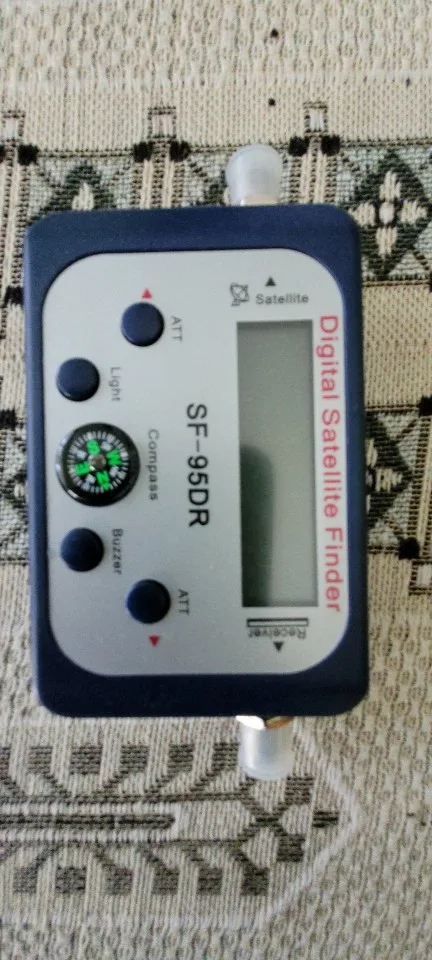 Digital Satellite Finder
Satellite
Receiver
SF-95DR
ATT
ATT
Light
Compass
Buzzer
S
W
E
N